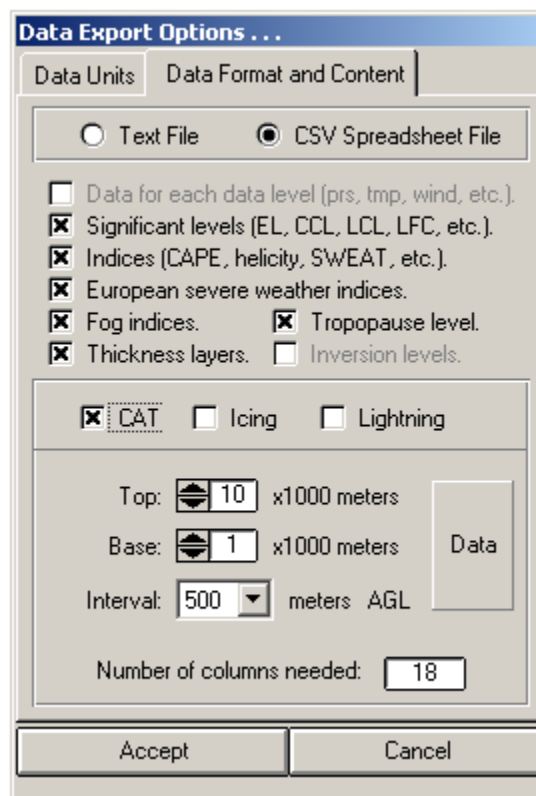 Data Export Options . . .
Data Units Data Format and Content
Text File CSV Spreadsheet File
Data for each data level (prs, tmp, wind, etc.).
Significant levels (EL, CCL, LCL, LFC, etc.).
Indices (CAPE, helicity, SWEAT, etc.).
European severe weather indices.
Fog indices. Tropopause level.
Thickness layers. Inversion levels.
CAT Icing Lightning
Top: 10 x1000 meters
Base: 1 x1000 meters
Data
Interval: 500 meters AGL
Number of columns needed: 18
Accept Cancel